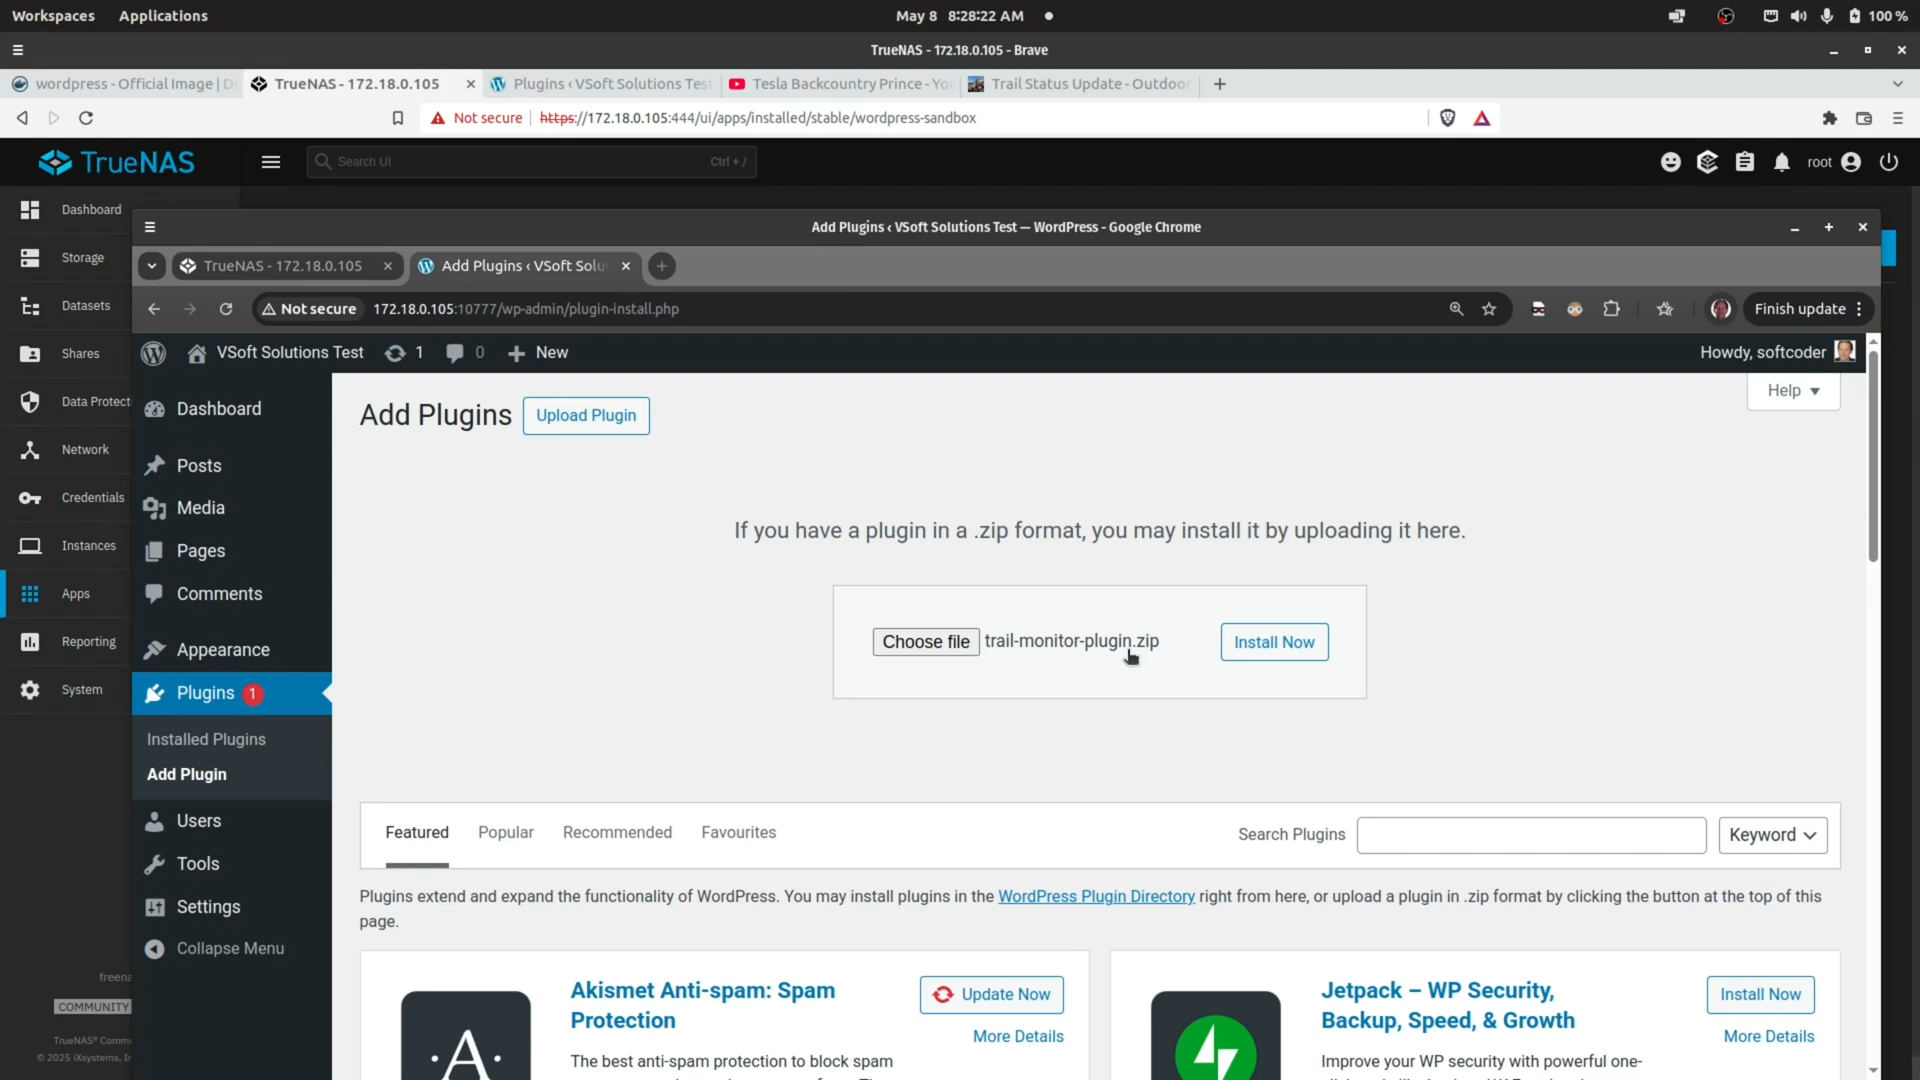 Workspaces Applications May 8 8:28:22 AM 100 %
TrueNAS - 172.18.0.105 - Brave
wordpress - Official Image | D TrueNAS - 172.18.0.105 Plugins ‹ VSoft Solutions Test Tesla Backcountry Prince - You Trail Status Update - Outdoor
Not secure https://172.18.0.105:444/ui/apps/installed/stable/wordpress-sandbox
TrueNAS Search UI Ctrl + / root
Dashboard
Storage
Datasets
Shares
Data Protect
Network
Credentials
Instances
Apps
Reporting
System
freena
COMMUNITY
TrueNAS® Comm
© 2025 iXsystems, In
Add Plugins ‹ VSoft Solutions Test — WordPress - Google Chrome
TrueNAS - 172.18.0.105 Add Plugins ‹ VSoft Solu
Not secure 172.18.0.105:10777/wp-admin/plugin-install.php Finish update
VSoft Solutions Test 1 0 New Howdy, softcoder
Dashboard
Posts
Media
Pages
Comments
Appearance
Plugins 1
Installed Plugins
Add Plugin
Users
Tools
Settings
Collapse Menu
Help
Add Plugins Upload Plugin
If you have a plugin in a .zip format, you may install it by uploading it here.
Choose file trail-monitor-plugin.zip Install Now
Featured Popular Recommended Favourites Search Plugins Keyword
Plugins extend and expand the functionality of WordPress. You may install plugins in the WordPress Plugin Directory right from here, or upload a plugin in .zip format by clicking the button at the top of this
page.
Akismet Anti-spam: Spam
Protection
Update Now
More Details
The best anti-spam protection to block spam
Jetpack – WP Security,
Backup, Speed, & Growth
Install Now
More Details
Improve your WP security with powerful one-